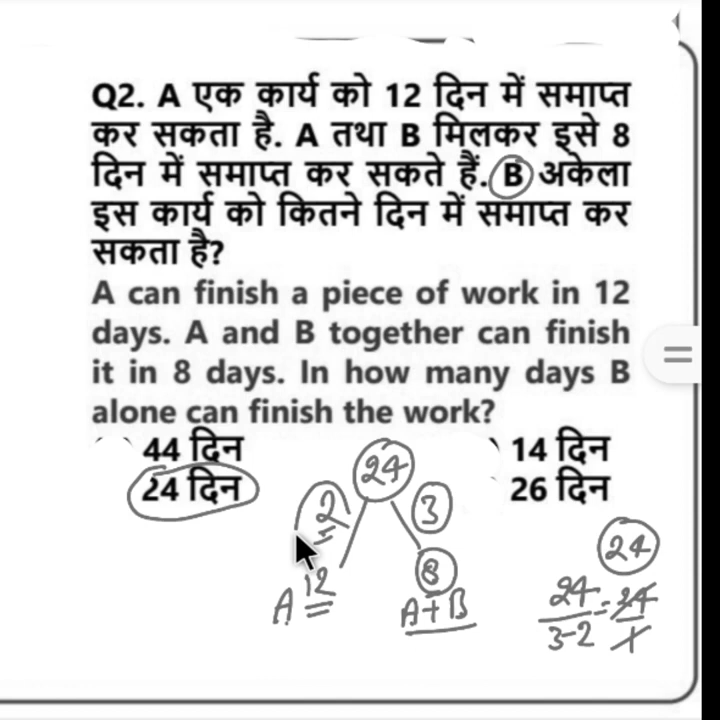 Q2. A एक कार्य को 12 दिन में समाप्त
कर सकता है. A तथा B मिलकर इसे 8
दिन में समाप्त कर सकते हैं. B अकेला
इस कार्य को कितने दिन में समाप्त कर
सकता है?
A can finish a piece of work in 12
days. A and B together can finish
it in 8 days. In how many days B
alone can finish the work?
44 दिन ) 14 दिन
24 दिन 26 दिन
24
2 3
12 8
A A+B
24
24/3-2 = 24/1